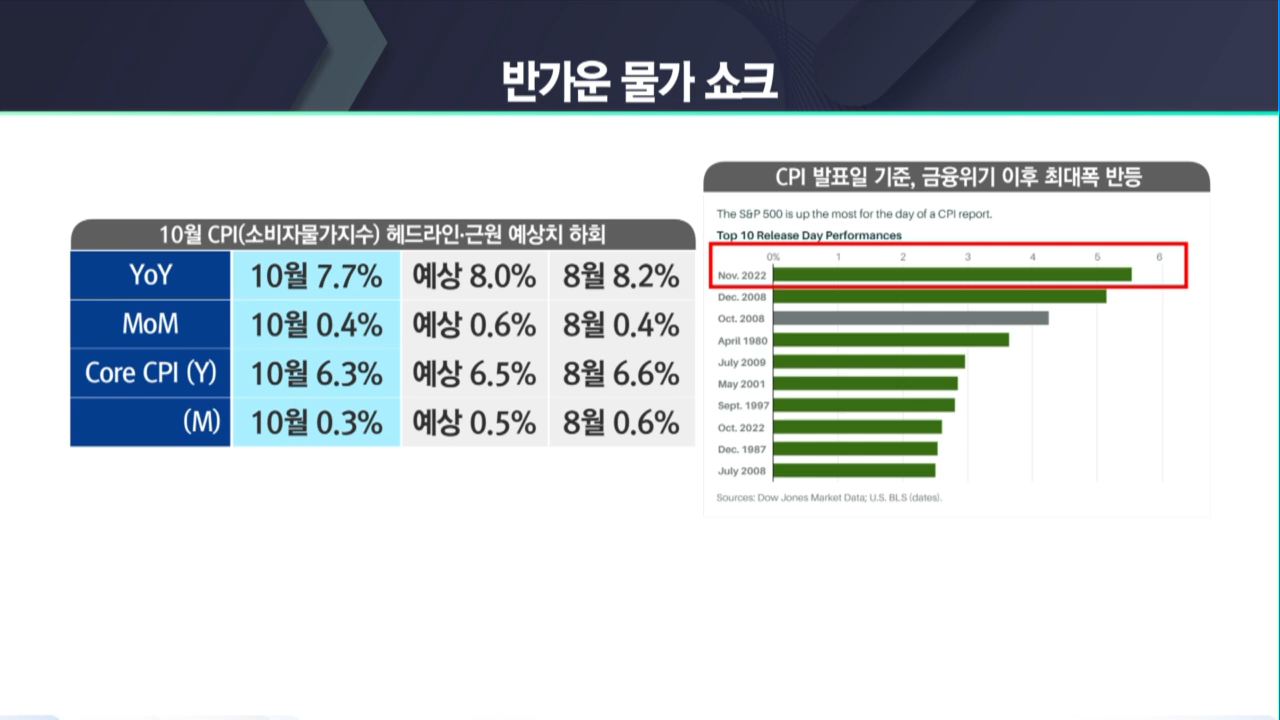 반가운 물가 쇼크
10월 CPI(소비자물가지수) 헤드라인·근원 예상치 하회
YoY 10월 7.7% 예상 8.0% 8월 8.2%
MoM 10월 0.4% 예상 0.6% 8월 0.4%
Core CPI (Y) 10월 6.3% 예상 6.5% 8월 6.6%
(M) 10월 0.3% 예상 0.5% 8월 0.6%
CPI 발표일 기준, 금융위기 이후 최대폭 반등
The S&P 500 is up the most for the day of a CPI report.
Top 10 Release Day Performances
0% 1 2 3 4 5 6
Nov. 2022
Dec. 2008
Oct. 2008
April 1980
July 2009
May 2001
Sept. 1997
Oct. 2022
Dec. 1987
July 2008
Sources: Dow Jones Market Data; U.S. BLS (dates).